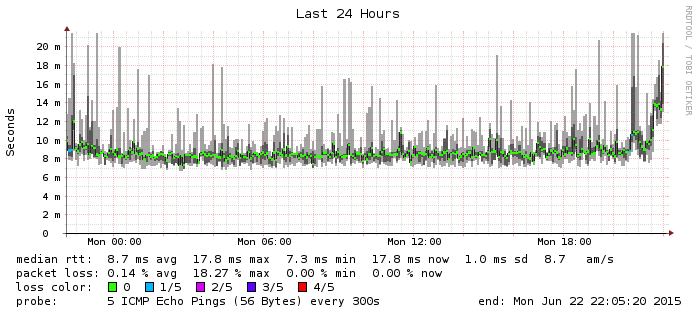 Last 24 Hours
RRDTOOL / TOBI OETIKER
Seconds
20 m
18 m
16 m
14 m
12 m
10 m
8 m
6 m
4 m
2 m
0
Mon 00:00 Mon 06:00 Mon 12:00 Mon 18:00
median rtt: 8.7 ms avg 17.8 ms max 7.3 ms min 17.8 ms now 1.0 ms sd 8.7 am/s
packet loss: 0.14 % avg 18.27 % max 0.00 % min 0.00 % now
loss color: 0 1/5 2/5 3/5 4/5
probe: 5 ICMP Echo Pings (56 Bytes) every 300s end: Mon Jun 22 22:05:20 2015